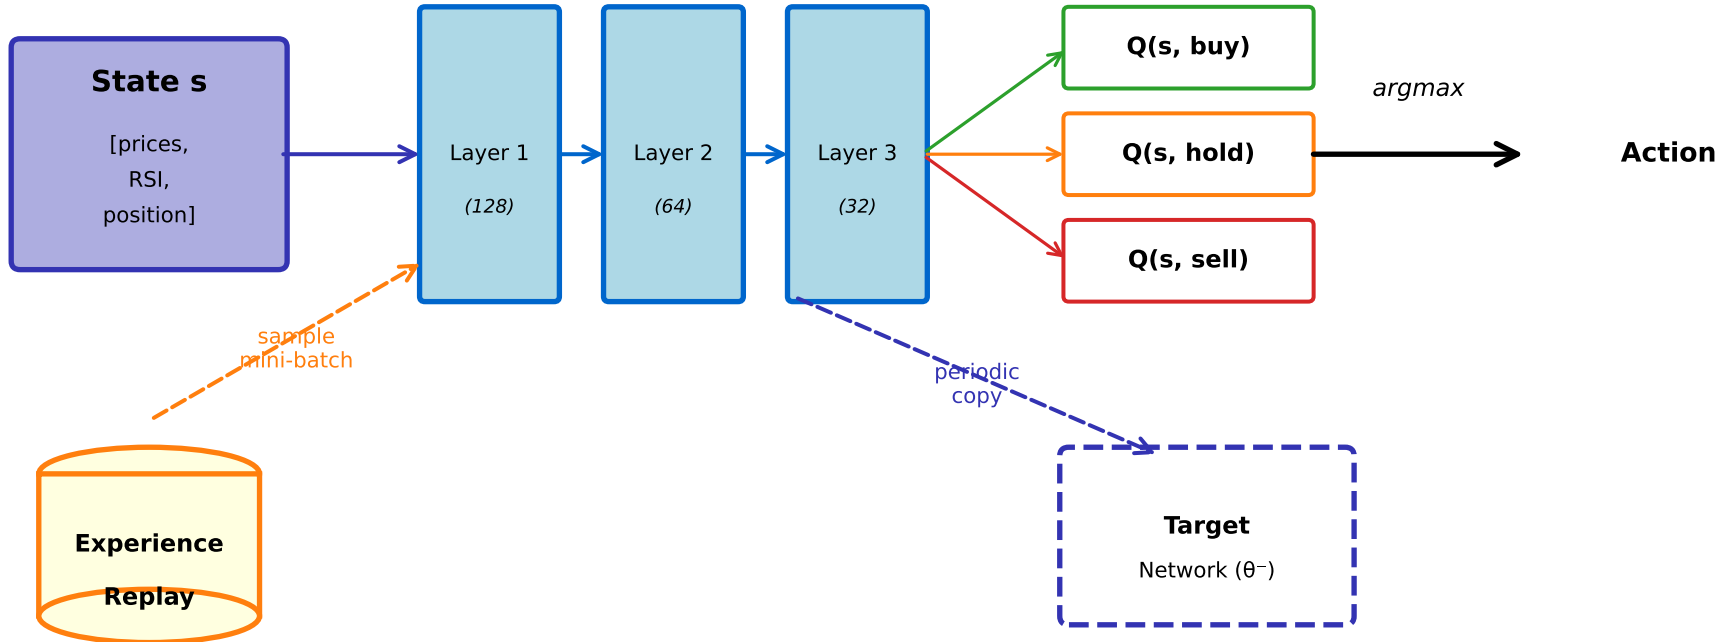 State s
[prices,
RSI,
position]
Layer 1
(128)
Layer 2
(64)
Layer 3
(32)
Q(s, buy)
Q(s, hold)
Q(s, sell)
argmax
Action
sample
mini-batch
periodic
copy
Experience
Replay
Target
Network (θ⁻)